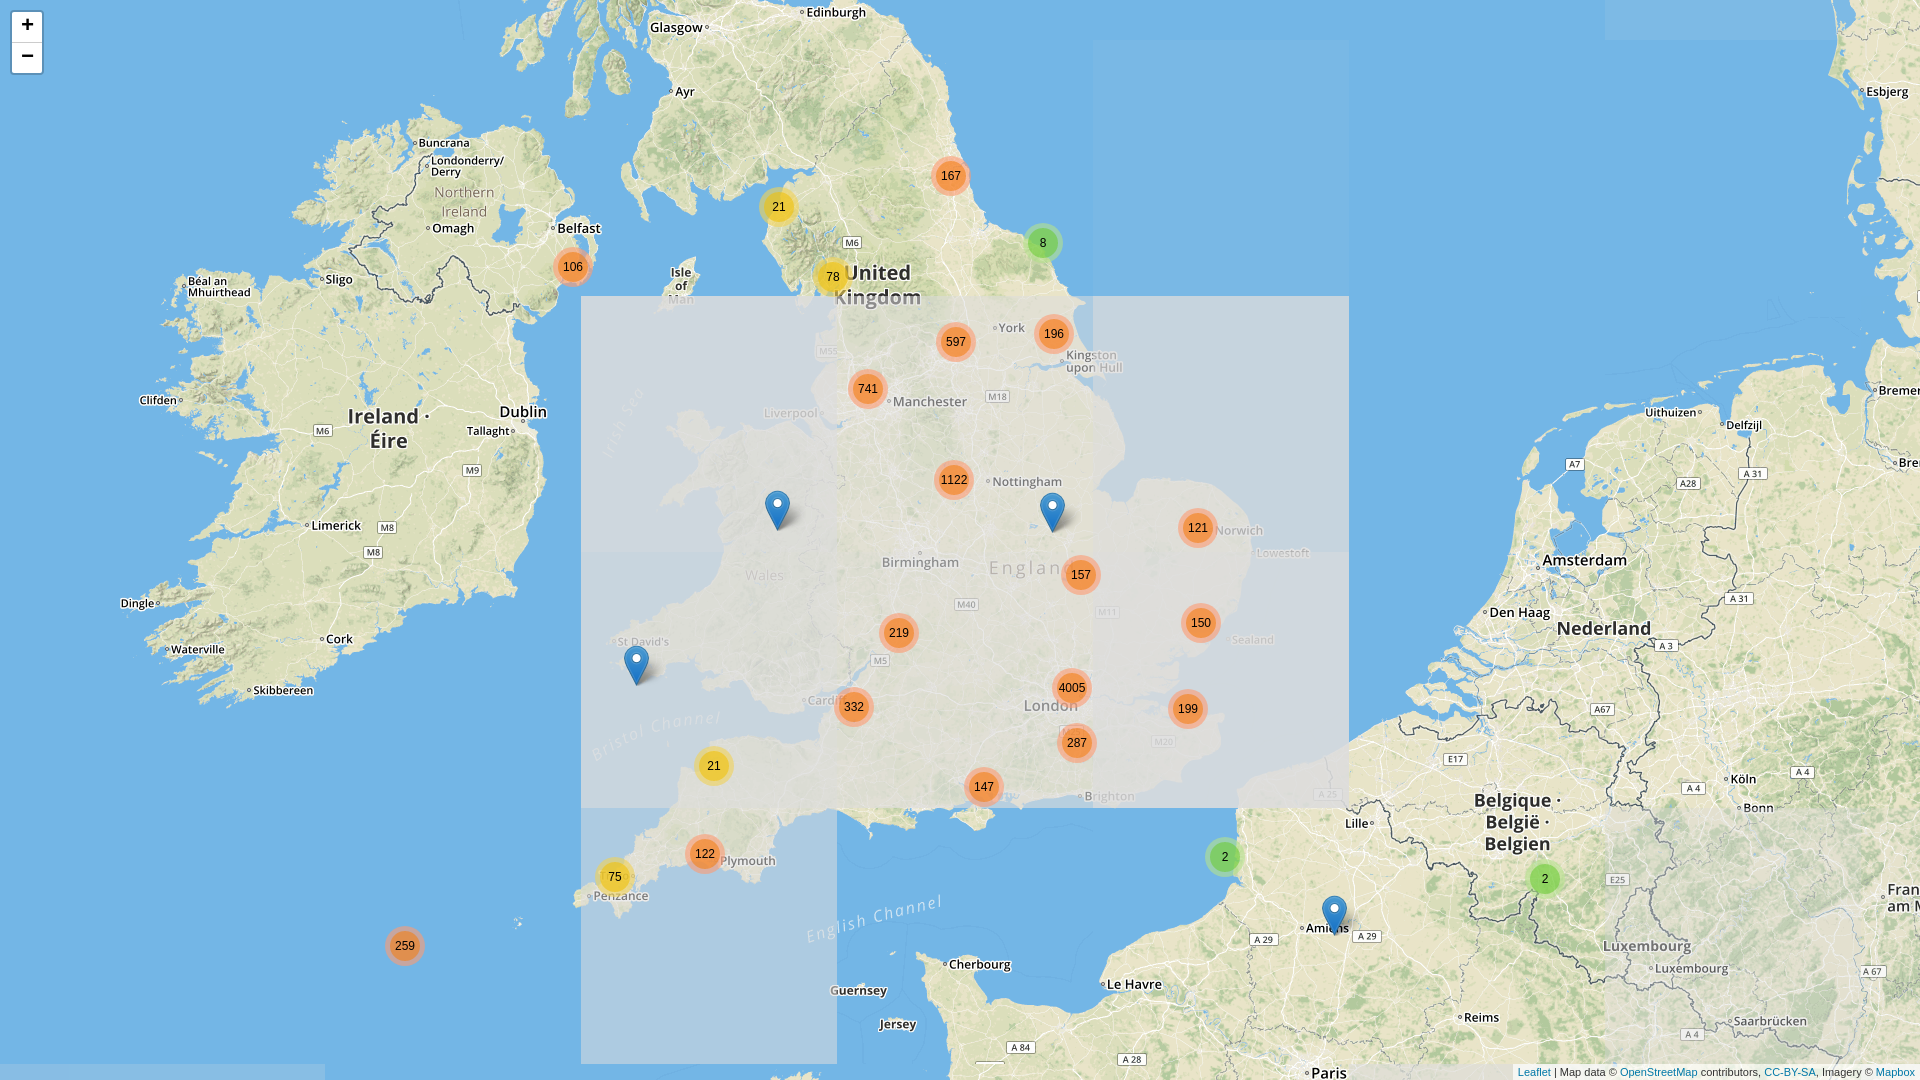 +
−
Edinburgh
Glasgow
Ayr
Esbjerg
Buncrana
Londonderry/
Derry
Northern
Ireland
Omagh
Belfast
167
21
M6
8
106
78
United
Kingdom
Isle
of
Man
Sligo
Béal an
Mhuirthead
York
597
196
M55
Kingston
upon Hull
741
Manchester
M18
Liverpool
Irish Sea
Clifden
Ireland ·
Éire
Dublin
Tallaght
M6
M9
Uithuizen
Delfzijl
A7
A 31
A28
1122
Nottingham
121
Norwich
Lowestoft
Limerick
M8
M8
Birmingham
England
157
Wales
M40
M11
Amsterdam
Dingle
A 31
Den Haag
Nederland
A 3
Cork
Waterville
Skibbereen
St David's
219
M5
150
Sealand
4005
London
Cardiff
332
199
287
M20
A67
Bristol Channel
E17
21
147
Brighton
A 25
Köln
A 4
A 4
Bonn
Belgique ·
België ·
Belgien
Lille
2
2
E25
122
Plymouth
75
Penzance
English Channel
259
Amiens
A 29
A 29
Luxembourg
Luxembourg
A 67
Cherbourg
Le Havre
Guernsey
Jersey
Reims
Saarbrücken
A 4
A 84
A 28
Paris
Leaflet | Map data © OpenStreetMap contributors, CC-BY-SA, Imagery © Mapbox